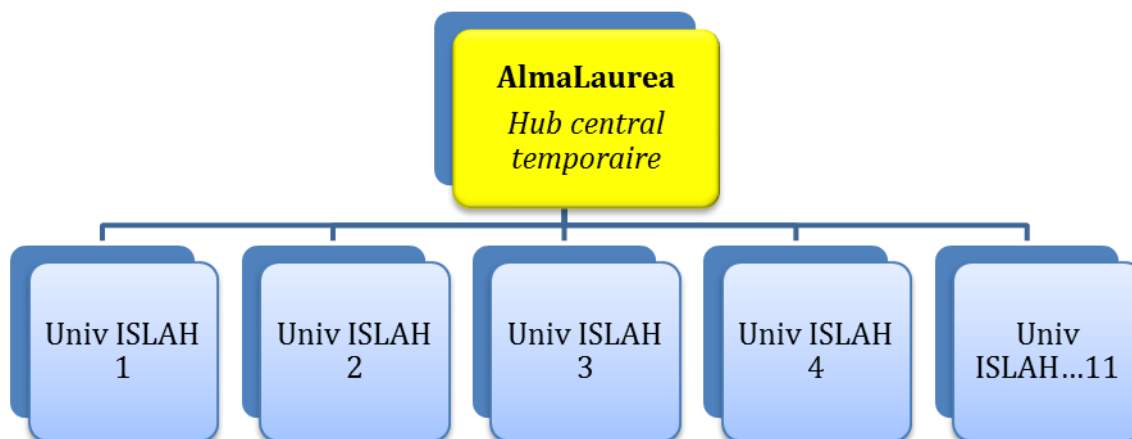 AlmaLaurea
Hub central
temporaire
Univ ISLAH
1
Univ ISLAH
2
Univ ISLAH
3
Univ ISLAH
4
Univ
ISLAH...11